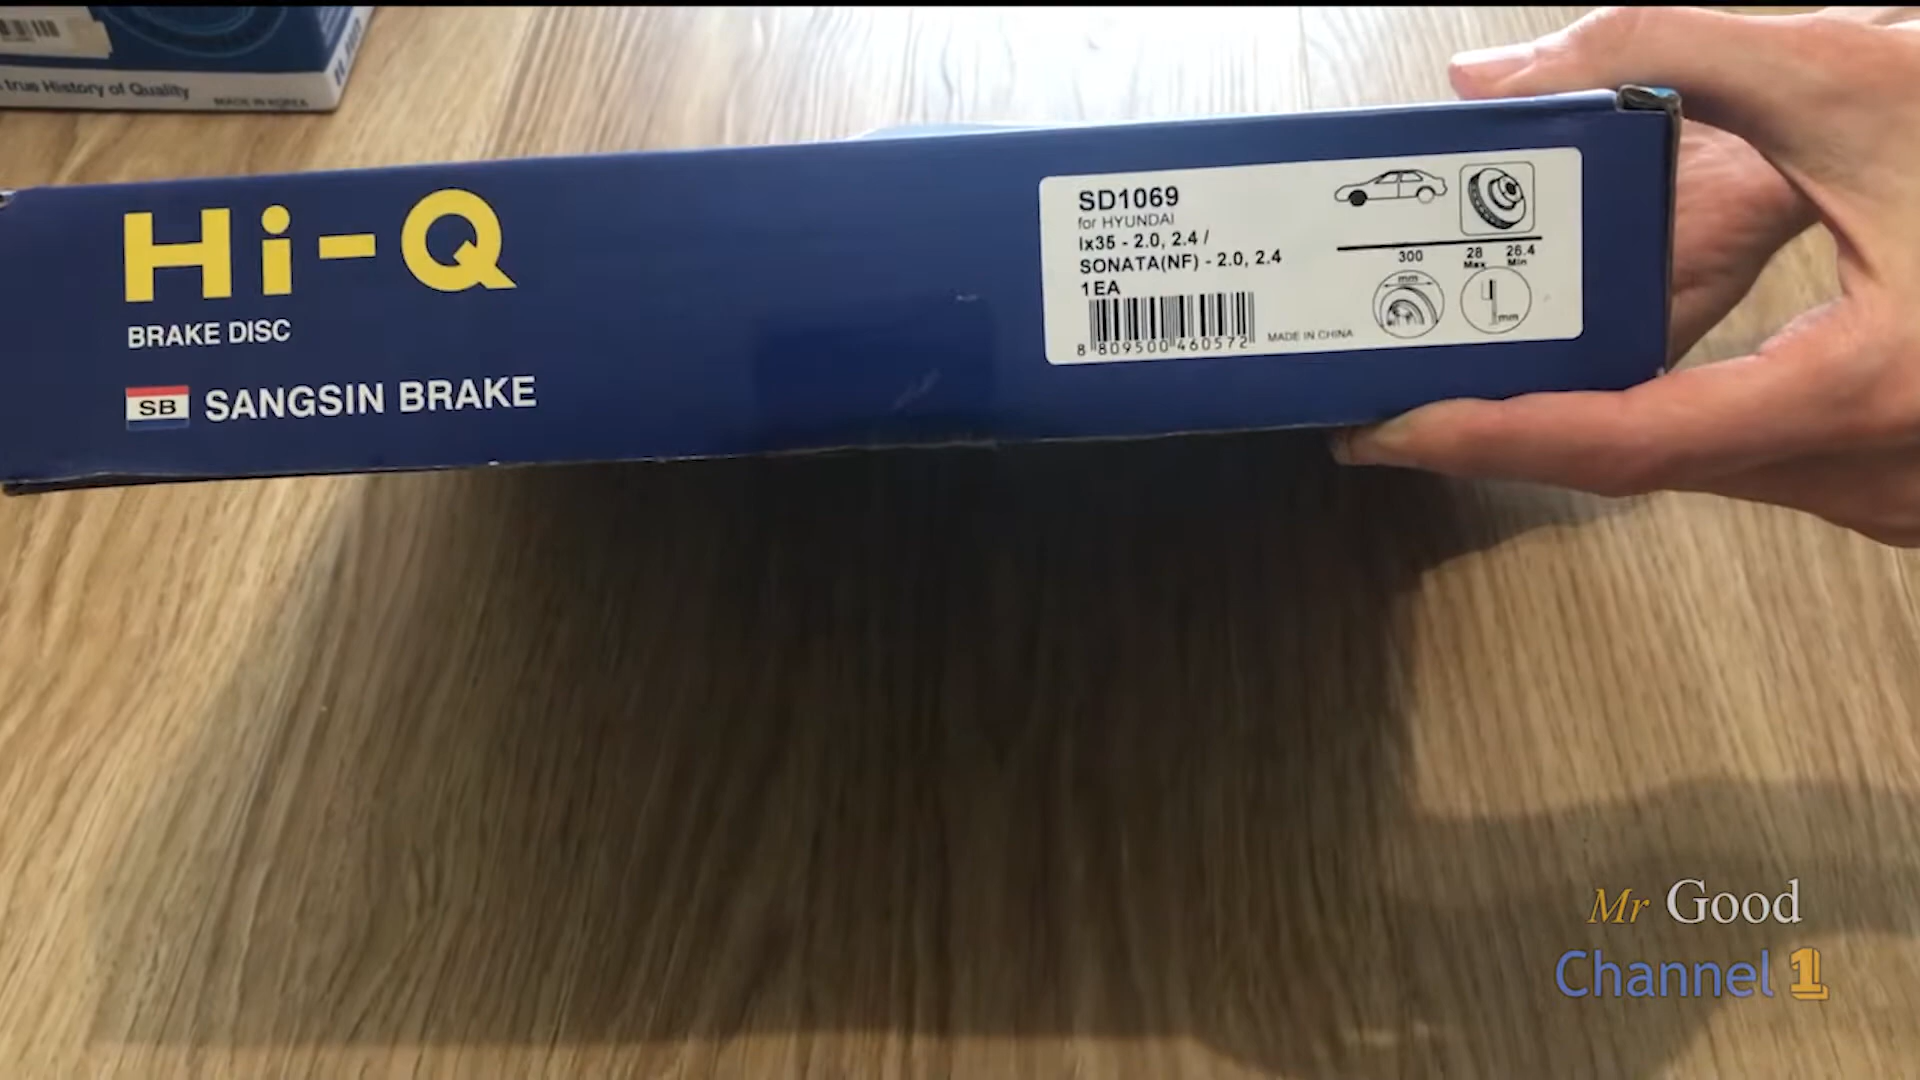 true History of Quality
MADE IN KOREA
Hi-Q
BRAKE DISC
SB SANGSIN BRAKE
SD1069
for HYUNDAI
Ix35 - 2.0, 2.4 /
SONATA(NF) - 2.0, 2.4
1EA
8 809500 460572
MADE IN CHINA
300
28 26.4
Max Min
mm
mm
Mr Good
Channel 1